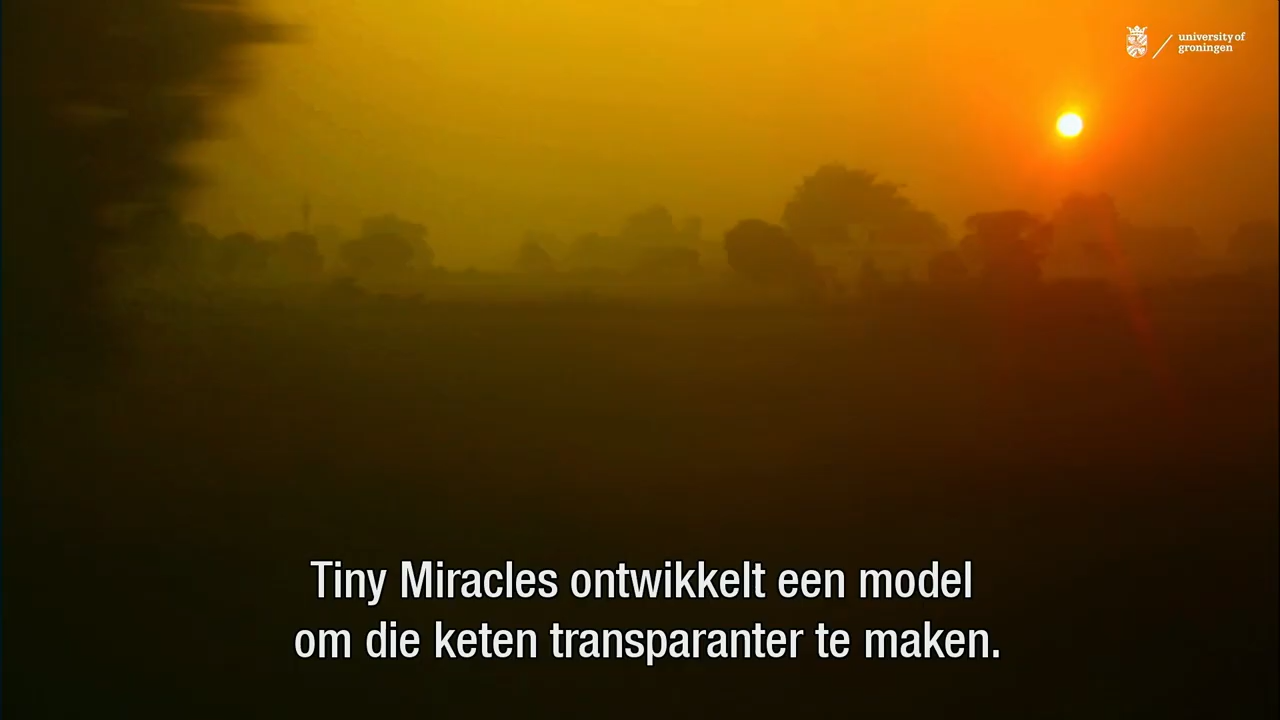 university of
groningen
Tiny Miracles ontwikkelt een model
om die keten transparanter te maken.